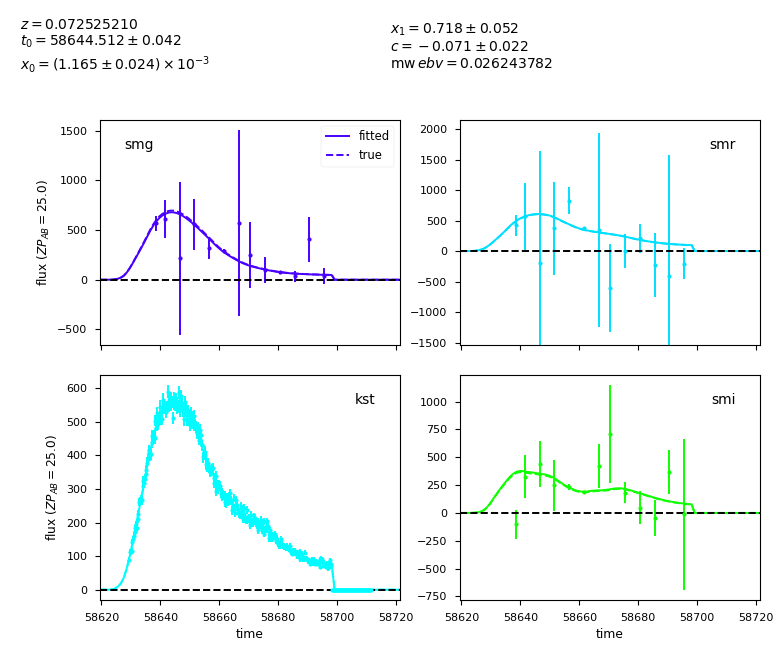 z = 0.072525210
t₀ = 58644.512 ± 0.042
x₀ = (1.165 ± 0.024) × 10⁻³
x₁ = 0.718 ± 0.052
c = −0.071 ± 0.022
mw ebv = 0.026243782
smg
fitted
true
1500
1000
500
0
−500
flux (ZP_AB = 25.0)
smr
2000
1500
1000
500
0
−500
−1000
−1500
kst
600
500
400
300
200
100
0
flux (ZP_AB = 25.0)
58620
58640
58660
58680
58700
58720
time
smi
1000
750
500
250
0
−250
−500
−750
58620
58640
58660
58680
58700
58720
time